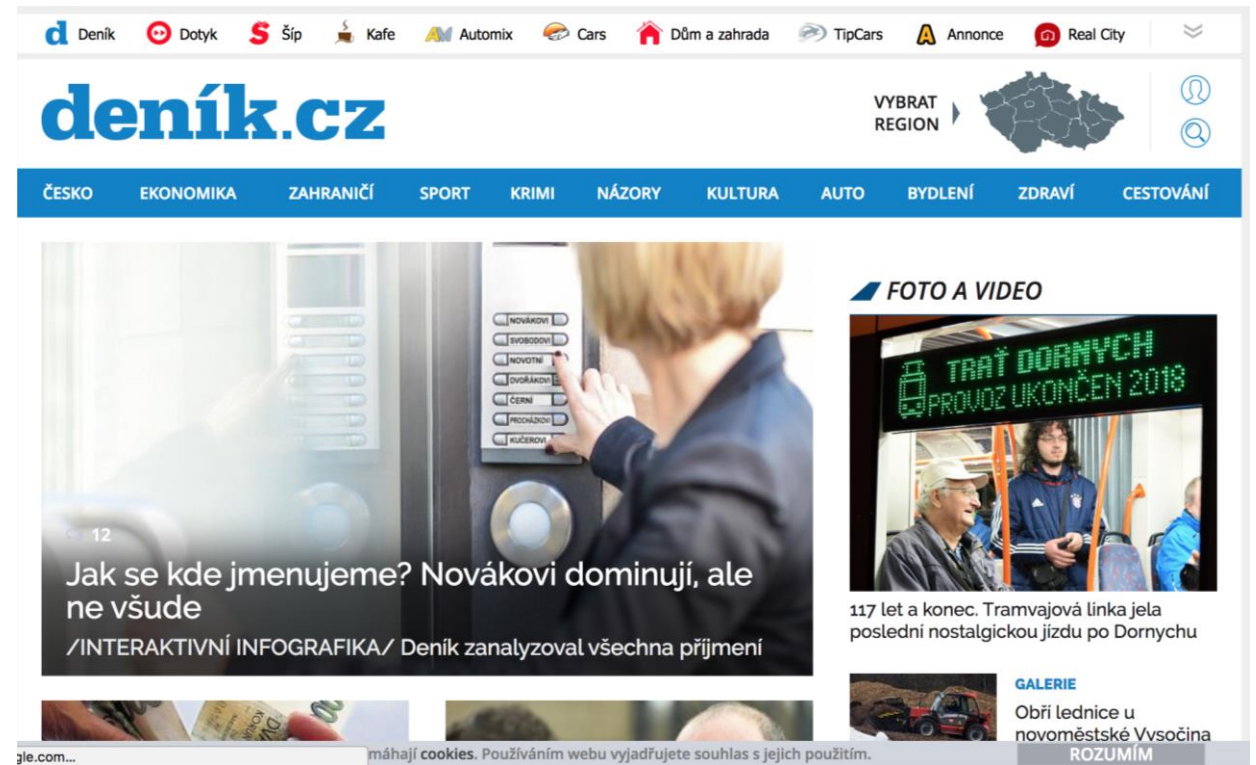 Deník Dotyk Šíp Kafe Automix Cars Dům a zahrada TipCars Annonce Real City
deník.cz
VYBRAT
REGION
ČESKO EKONOMIKA ZAHRANIČÍ SPORT KRIMI NÁZORY KULTURA AUTO BYDLENÍ ZDRAVÍ CESTOVÁNÍ
NOVÁKOVI
SVOBODOVI
NOVOTNÍ
DVOŘÁKOVI
ČERNÍ
PROCHÁZKOVI
KUČEROVI
12
Jak se kde jmenujeme? Novákovi dominují, ale
ne všude
/INTERAKTIVNÍ INFOGRAFIKA/ Deník zanalyzoval všechna příjmení
FOTO A VIDEO
TRAŤ DORNYCH
PROVOZ UKONČEN 2018
117 let a konec. Tramvajová linka jela
poslední nostalgickou jízdu po Dornychu
GALERIE
Obří lednice u
novoměstské Vysočina
gle.com... máhají cookies. Používáním webu vyjadřujete souhlas s jejich použitím. ROZUMÍM